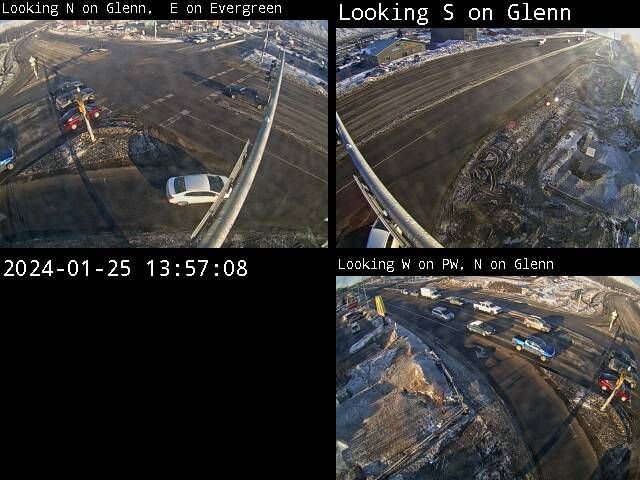 Looking N on Glenn, E on Evergreen
Looking S on Glenn
2024-01-25 13:57:08
Looking W on PW, N on Glenn